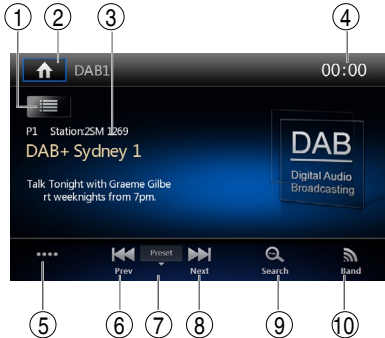 1 2 3 4
DAB1 00:00
P1 Station:2SM 1269
DAB+ Sydney 1
Talk Tonight with Graeme Gilbe
rt weeknights from 7pm.
DAB
Digital Audio
Broadcasting
Preset
Prev Next Search Band
5 6 7 8 9 10